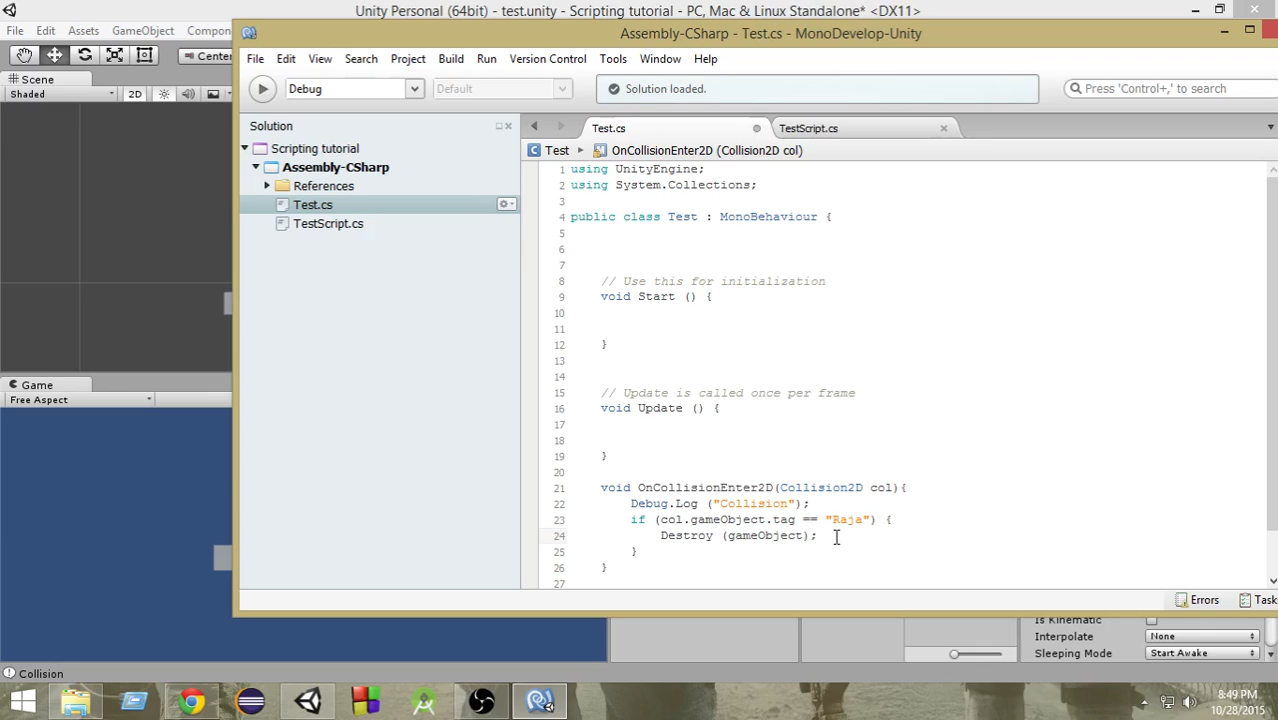 Unity Personal (64bit) - test.unity - Scripting tutorial - PC, Mac & Linux Standalone* <DX11>
File Edit Assets GameObject Compon
Center
Scene
Shaded 2D
Game
Free Aspect
Assembly-CSharp - Test.cs - MonoDevelop-Unity
File Edit View Search Project Build Run Version Control Tools Window Help
Debug Default Solution loaded. Press 'Control+,' to search
Solution
Scripting tutorial
Assembly-CSharp
References
Test.cs
TestScript.cs
Test.cs TestScript.cs
Test OnCollisionEnter2D (Collision2D col)
1 using UnityEngine;
2 using System.Collections;
3
4 public class Test : MonoBehaviour {
5
6
7
8 // Use this for initialization
9 void Start () {
10
11
12 }
13
14
15 // Update is called once per frame
16 void Update () {
17
18
19 }
20
21 void OnCollisionEnter2D(Collision2D col){
22 Debug.Log ("Collision");
23 if (col.gameObject.tag == "Raja") {
24 Destroy (gameObject);
25 }
26 }
27
Errors Task
Is Kinematic
Interpolate None
Sleeping Mode Start Awake
Collision
8:49 PM
10/28/2015